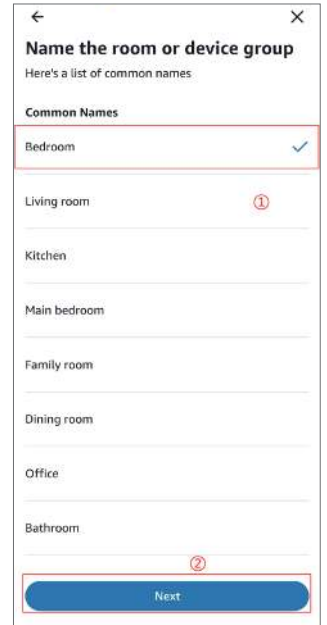 Name the room or device group
Here's a list of common names
Common Names
Bedroom
Living room
①
Kitchen
Main bedroom
Family room
Dining room
Office
Bathroom
②
Next